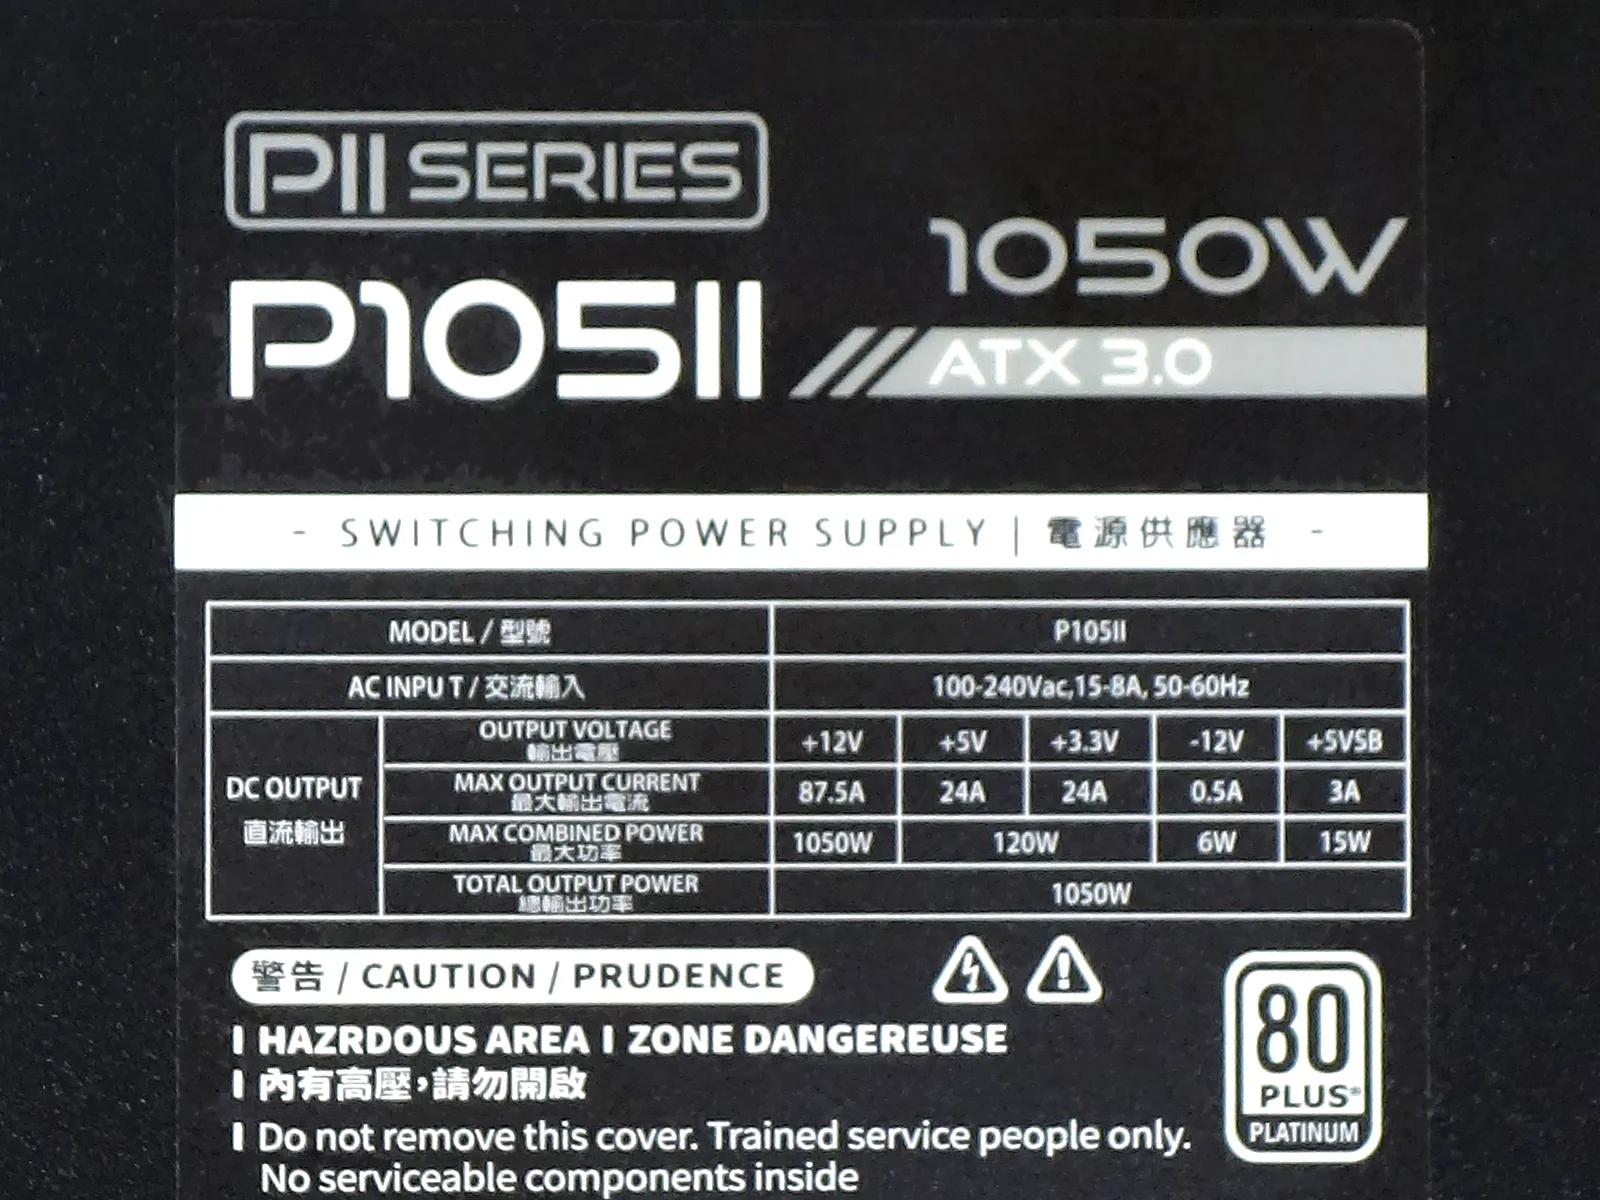 PII SERIES
1050W
P105II
ATX 3.0
- SWITCHING POWER SUPPLY | 電源供應器 -
MODEL / 型號 P105II
AC INPU T / 交流輸入 100-240Vac,15-8A, 50-60Hz
DC OUTPUT
直流輸出
OUTPUT VOLTAGE
輸出電壓
+12V +5V +3.3V -12V +5VSB
MAX OUTPUT CURRENT
最大輸出電流
87.5A 24A 24A 0.5A 3A
MAX COMBINED POWER
最大功率
1050W 120W 6W 15W
TOTAL OUTPUT POWER
總輸出功率
1050W
警告 / CAUTION / PRUDENCE
I HAZRDOUS AREA I ZONE DANGEREUSE
I 內有高壓，請勿開啟
I Do not remove this cover. Trained service people only.
No serviceable components inside
80
PLUS®
PLATINUM